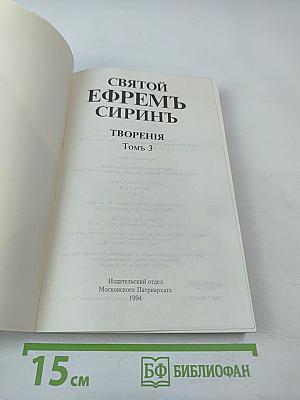 СВЯТОЙ
ЕФРЕМЪ
СИРИНЪ
ТВОРЕНІЯ
Томъ 3
Издательский отдел
Московского Патриархата
1994
15 см
БФ БИБЛИОФАН